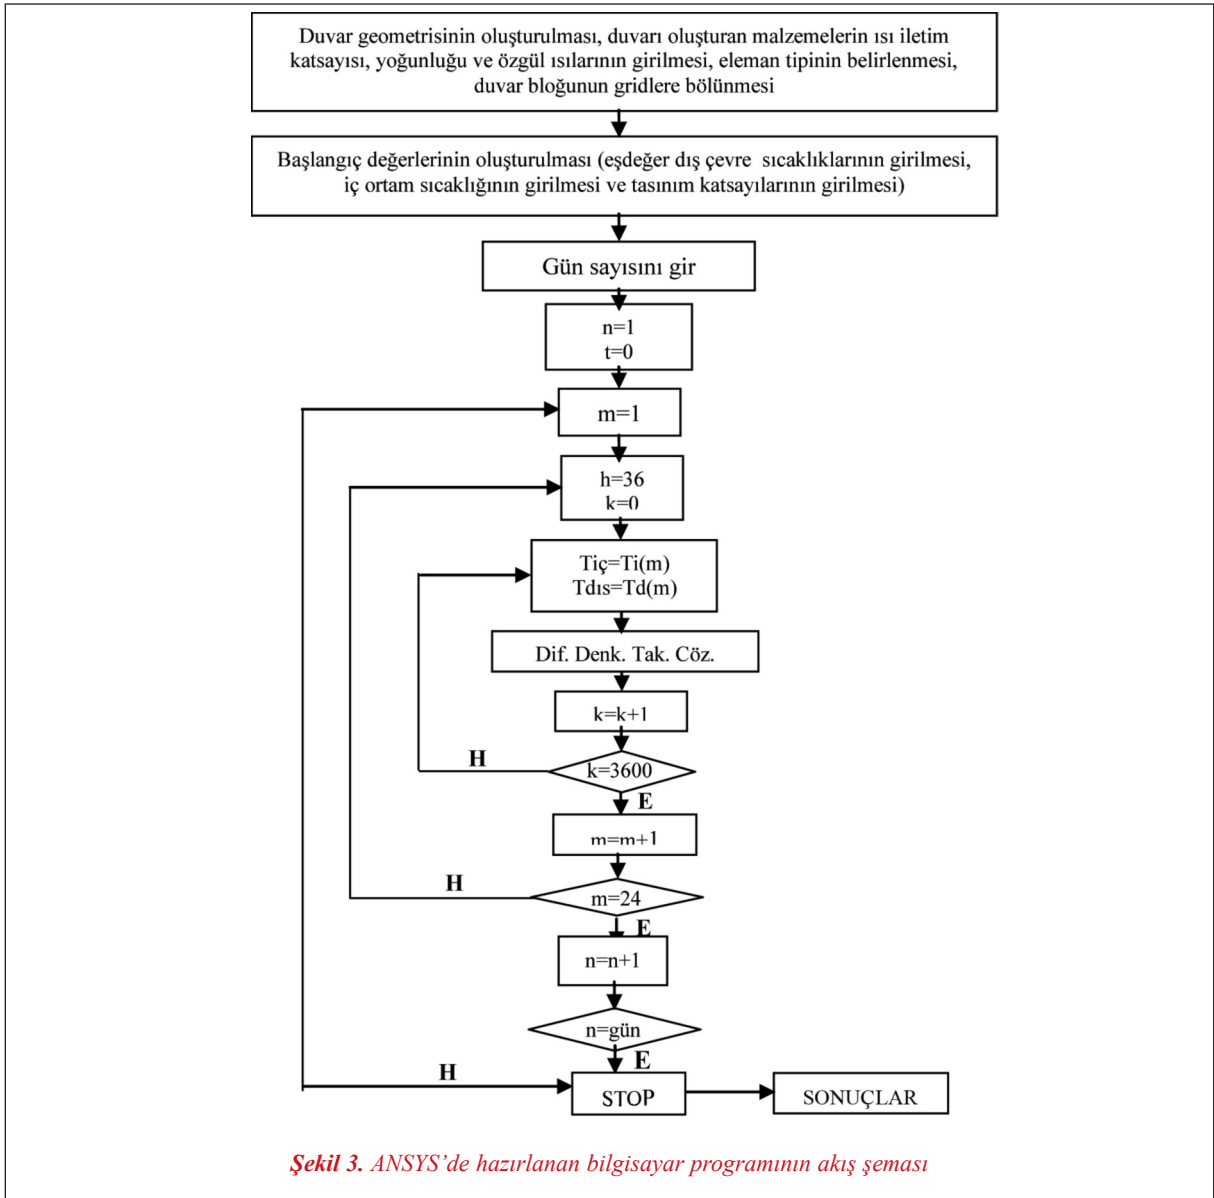 Duvar geometrisinin oluşturulması, duvarı oluşturan malzemelerin ısı iletim
katsayısı, yoğunluğu ve özgül ısılarının girilmesi, eleman tipinin belirlenmesi,
duvar bloğunun gridlere bölünmesi
Başlangıç değerlerinin oluşturulması (eşdeğer dış çevre sıcaklıklarının girilmesi,
iç ortam sıcaklığının girilmesi ve tasınım katsayılarının girilmesi)
Gün sayısını gir
n=1
t=0
m=1
h=36
k=0
Tiç=Ti(m)
Tdıs=Td(m)
Dif. Denk. Tak. Cöz.
k=k+1
H
k=3600
E
m=m+1
H
m=24
E
n=n+1
n=gün
E
H
STOP
SONUÇLAR
Şekil 3. ANSYS'de hazırlanan bilgisayar programının akış şeması